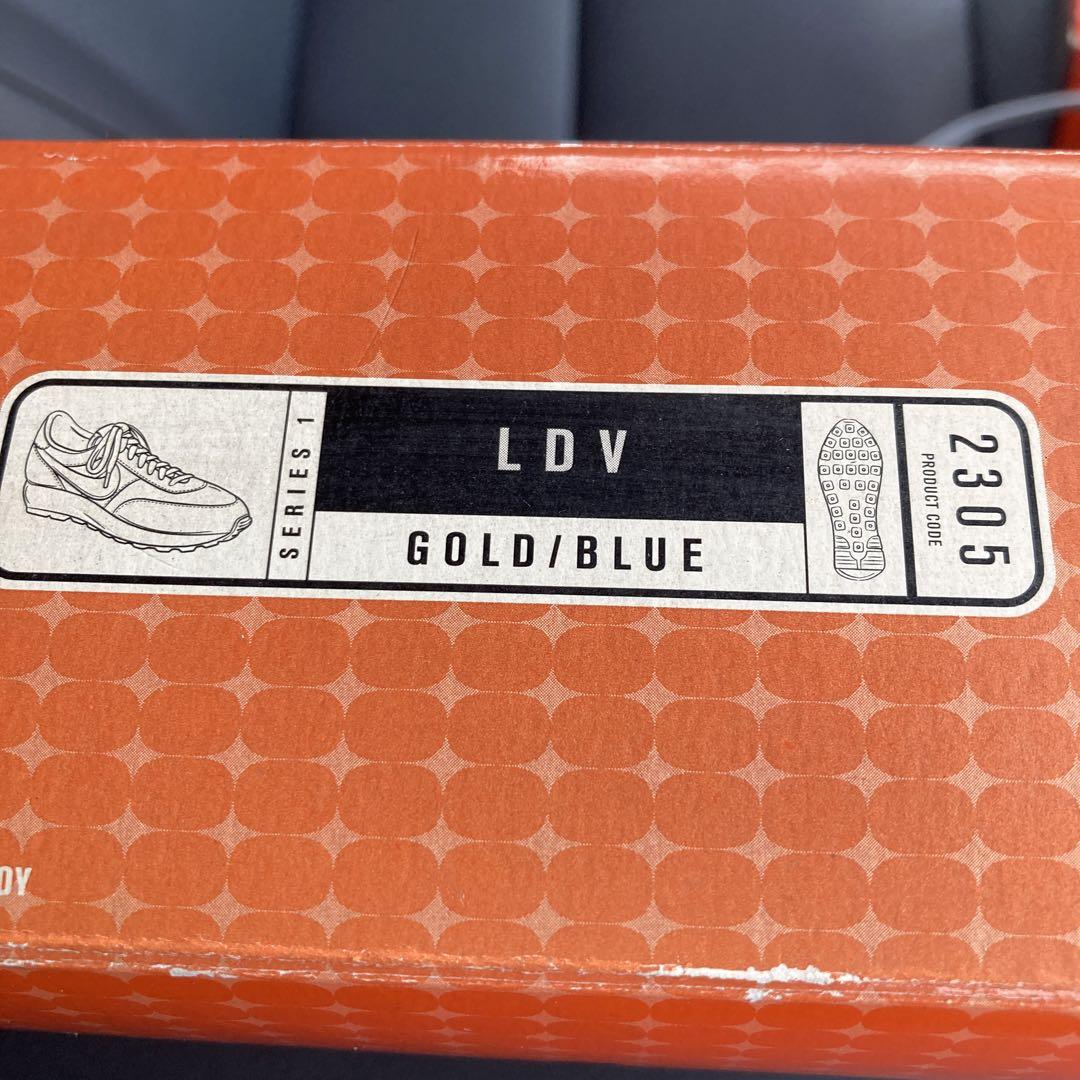 SERIES 1
LDV
GOLD/BLUE
2305
PRODUCT CODE